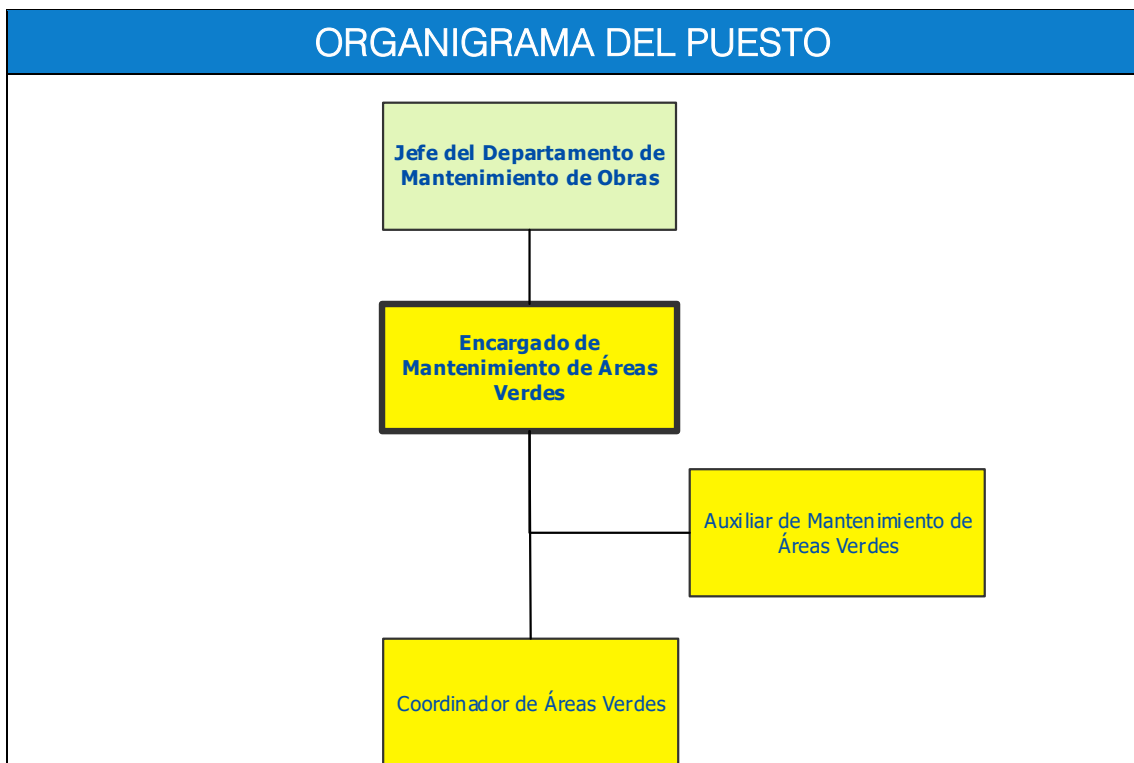 ORGANIGRAMA DEL PUESTO
Jefe del Departamento de
Mantenimiento de Obras
Encargado de
Mantenimiento de Áreas
Verdes
Auxiliar de Mantenimiento de
Áreas Verdes
Coordinador de Áreas Verdes